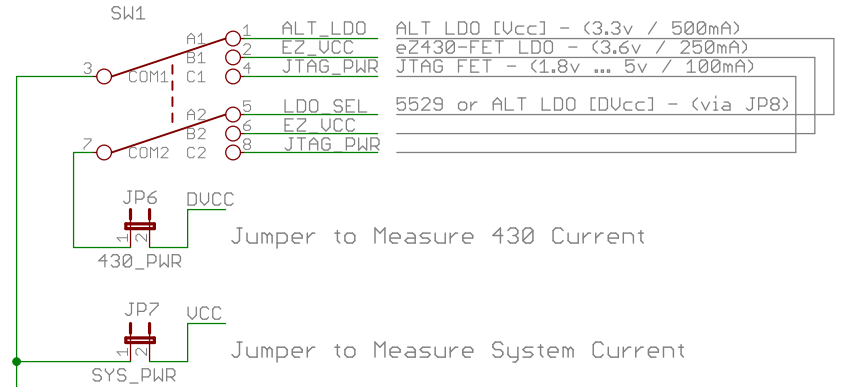 SW1
A1 1 ALT_LDO ALT LDO [Vcc] - (3.3v / 500mA)
B1 2 EZ_VCC eZ430-FET LDO - (3.6v / 250mA)
3 COM1 C1 4 JTAG_PWR JTAG FET - (1.8v ... 5v / 100mA)
A2 5 LDO_SEL 5529 or ALT LDO [DVcc] - (via JP8)
B2 6 EZ_VCC
7 COM2 C2 8 JTAG_PWR
JP6 DVCC
1 2 Jumper to Measure 430 Current
430_PWR
JP7 VCC
1 2 Jumper to Measure System Current
SYS_PWR